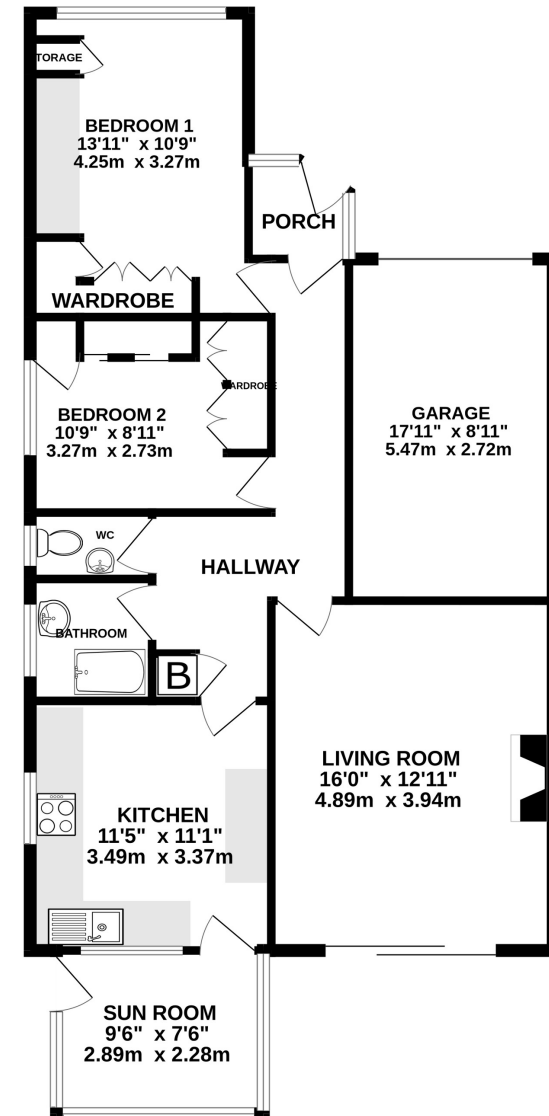 TORAGE
BEDROOM 1
13'11" x 10'9"
4.25m x 3.27m
PORCH
WARDROBE
WARDROBE
BEDROOM 2
10'9" x 8'11"
3.27m x 2.73m
GARAGE
17'11" x 8'11"
5.47m x 2.72m
WC
HALLWAY
BATHROOM
B
LIVING ROOM
16'0" x 12'11"
4.89m x 3.94m
KITCHEN
11'5" x 11'1"
3.49m x 3.37m
SUN ROOM
9'6" x 7'6"
2.89m x 2.28m